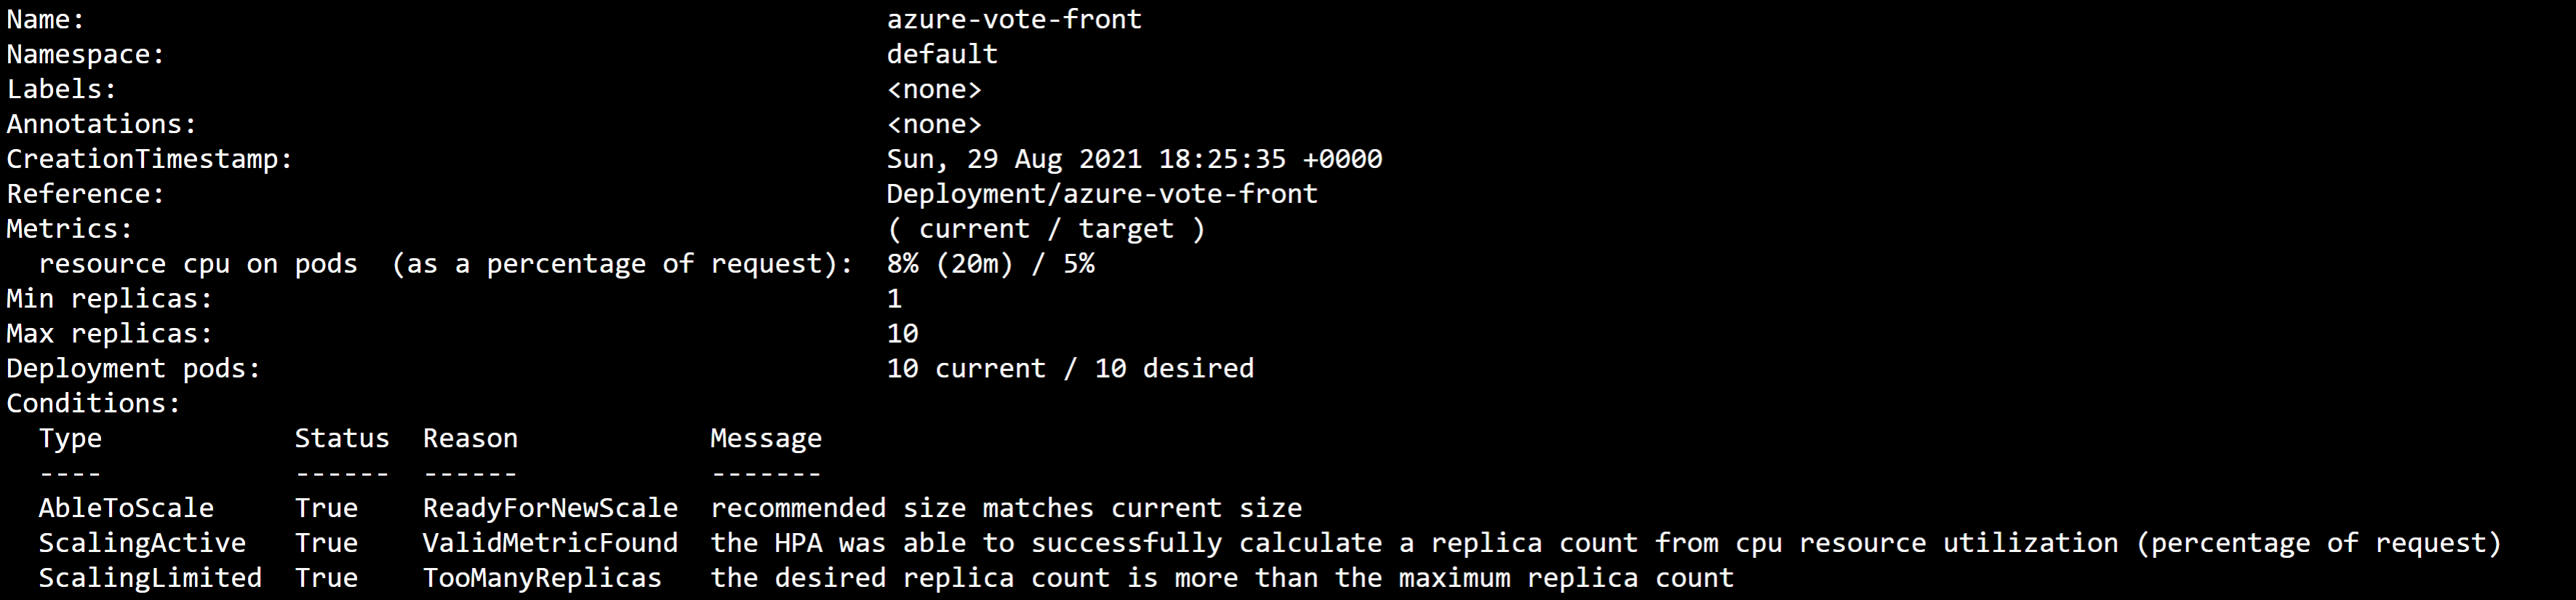 Name:                                                  azure-vote-front
Namespace:                                             default
Labels:                                                <none>
Annotations:                                           <none>
CreationTimestamp:                                     Sun, 29 Aug 2021 18:25:35 +0000
Reference:                                             Deployment/azure-vote-front
Metrics:                                               ( current / target )
  resource cpu on pods  (as a percentage of request):  8% (20m) / 5%
Min replicas:                                          1
Max replicas:                                          10
Deployment pods:                                       10 current / 10 desired
Conditions:
  Type            Status  Reason            Message
  ----            ------  ------            -------
  AbleToScale     True    ReadyForNewScale  recommended size matches current size
  ScalingActive   True    ValidMetricFound  the HPA was able to successfully calculate a replica count from cpu resource utilization (percentage of request)
  ScalingLimited  True    TooManyReplicas   the desired replica count is more than the maximum replica count